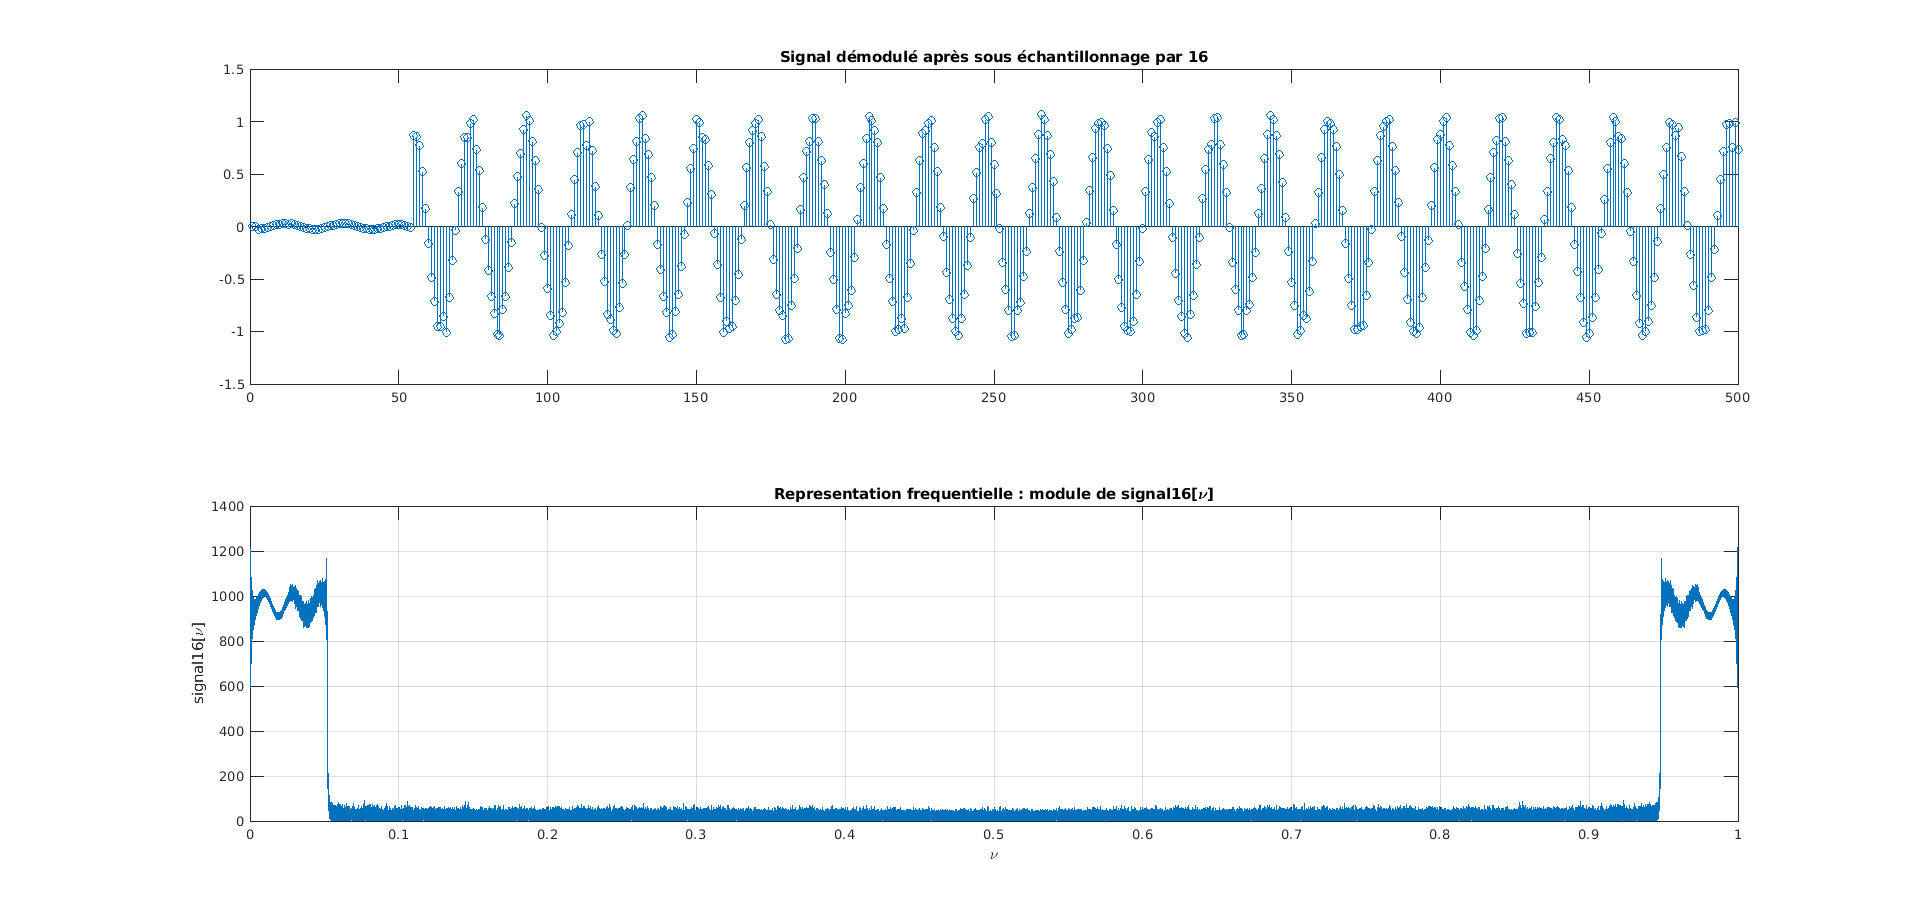 Signal démodulé après sous échantillonnage par 16
1.5
1
0.5
0
-0.5
-1
-1.5
0 50 100 150 200 250 300 350 400 450 500
Representation frequentielle : module de signal16[ν]
1400
1200
1000
800
600
400
200
0
signal16[ν]
0 0.1 0.2 0.3 0.4 0.5 0.6 0.7 0.8 0.9 1
ν